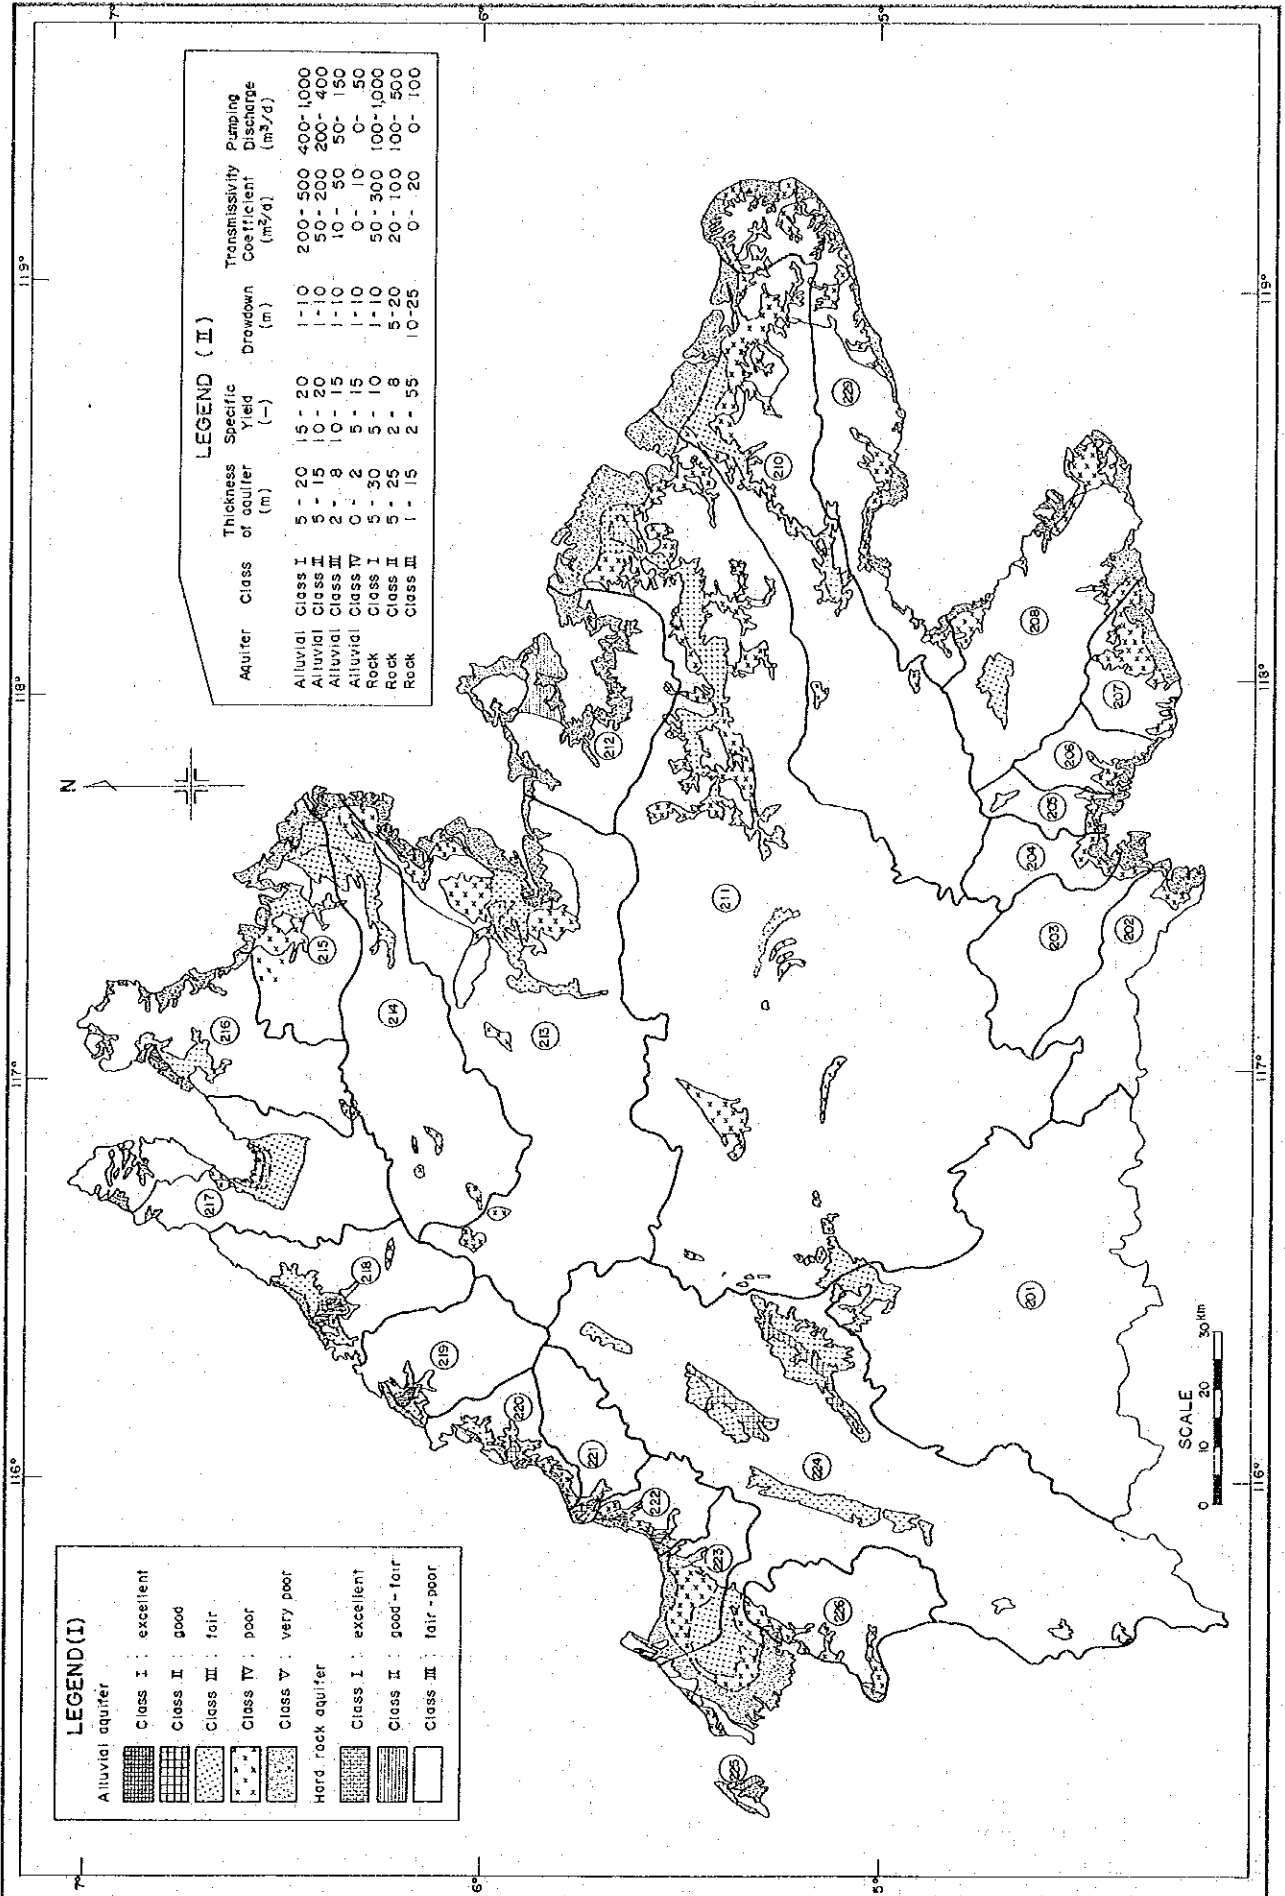 LEGEND(I)
Alluvial aquifer
Class I : excellent
Class II : good
Class III : fair
Class IV : poor
Class V : very poor
Hard rock aquifer
Class I : excellent
Class II : good-fair
Class III : fair-poor
LEGEND (II)
Aquifer Class Thickness of aquifer (m) Specific Yield (-) Drawdown (m) Transmissivity Coefficient (m²/d) Pumping Discharge (m³/d)
Alluvial Class I 5 - 20 15 - 20 1-10 200-500 400-1,000
Alluvial Class II 5 - 15 10 - 20 1-10 50-200 200-400
Alluvial Class III 2 - 8 10 - 15 1-10 10 - 50 50- 150
Alluvial Class IV 0 - 2 5 - 15 1-10 0 - 10 0- 50
Rock Class I 5 - 30 5 - 10 1-10 50-300 100-1,000
Rock Class II 5 - 25 2 - 8 5-20 20-100 100- 500
Rock Class III 1 - 15 2 - 55 10-25 0- 20 0- 100
N
116°
117°
118°
119°
7°
7°
6°
6°
5°
5°
116°
117°
118°
119°
217
216
218
215
214
219
213
220
212
221
222
223
211
210
224
229
225
226
208
201
203
202
204
205
206
207
SCALE
0 10 20 30km